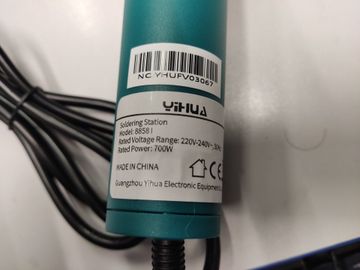 NC YHUFV03067
YIHUA
Soldering Station
Model: 8858 I
Rated Voltage Range: 220V-240V~, 50Hz
Rated Power: 700W
MADE IN CHINA
CE
Guangzhou Yihua Electronic Equipment